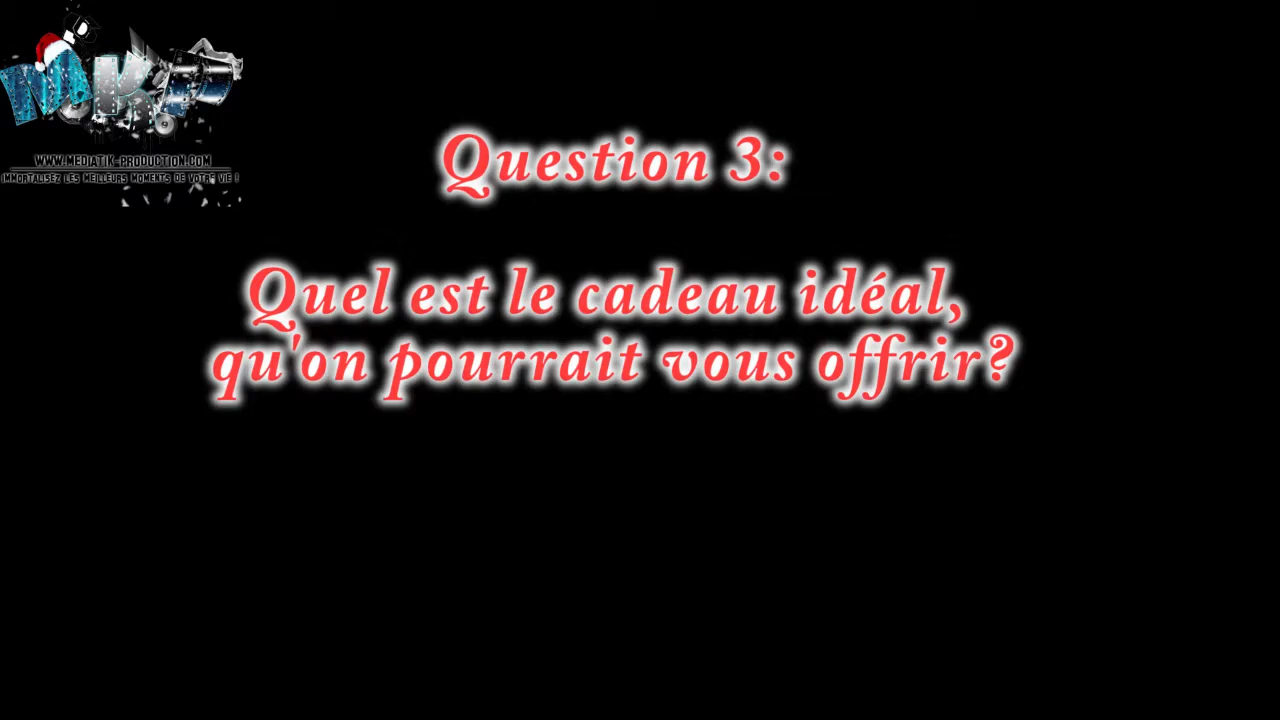 MKP
WWW.MEDIATIK-PRODUCTION.COM
IMMORTALISEZ LES MEILLEURS MOMENTS DE VOTRE VIE !
Question 3:
Quel est le cadeau idéal,
qu'on pourrait vous offrir?